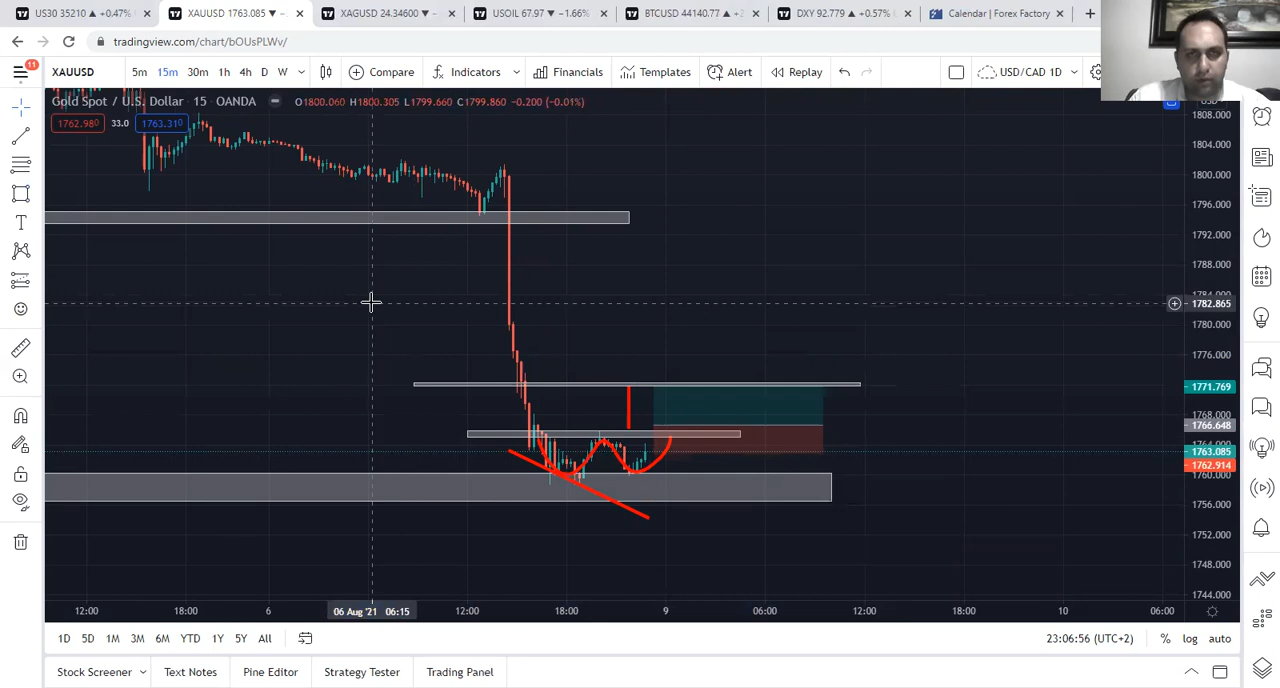 US30 35210 ▲ +0.47%
XAUUSD 1763.085 ▼ −
XAGUSD 24.34600 ▼ −
USOIL 67.97 ▼ −1.66%
BTCUSD 44140.77 ▲ +2
DXY 92.779 ▲ +0.57%
Calendar | Forex Factory
tradingview.com/chart/bOUsPLWv/
11
XAUUSD 5m 15m 30m 1h 4h D W Compare Indicators Financials Templates Alert Replay USD/CAD 1D
Gold Spot / U.S. Dollar · 15 · OANDA O1800.060 H1800.305 L1799.660 C1799.860 −0.200 (−0.01%)
1762.980 33.0 1763.310
1808.000
1804.000
1800.000
1796.000
1792.000
1788.000
1782.865
1780.000
1776.000
1771.769
1768.000
1766.648
1763.085
1762.914
1760.000
1756.000
1752.000
1748.000
1744.000
12:00 18:00 6 06 Aug '21 06:15 12:00 18:00 9 06:00 12:00 18:00 10 06:00
1D 5D 1M 3M 6M YTD 1Y 5Y All 23:06:56 (UTC+2) % log auto
Stock Screener Text Notes Pine Editor Strategy Tester Trading Panel